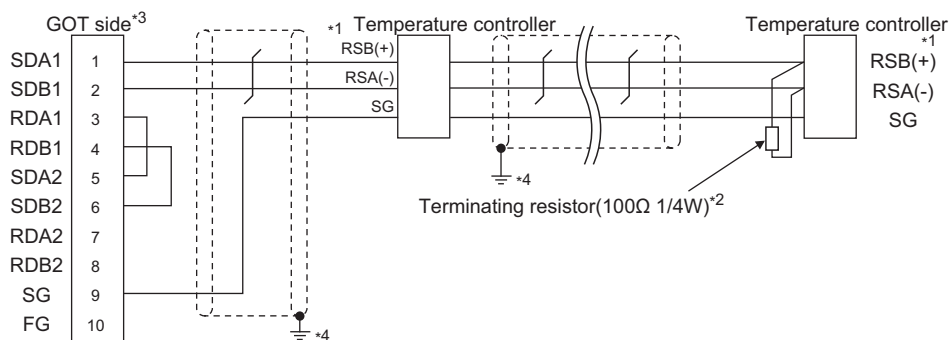 GOT side*3
*1
Temperature controller
Temperature controller
*1
SDA1 1 RSB(+) RSB(+)
SDB1 2 RSA(-) RSA(-)
RDA1 3 SG SG
RDB1 4
SDA2 5 *4
SDB2 6 Terminating resistor(100Ω 1/4W)*2
RDA2 7
RDB2 8
SG 9
FG 10 *4